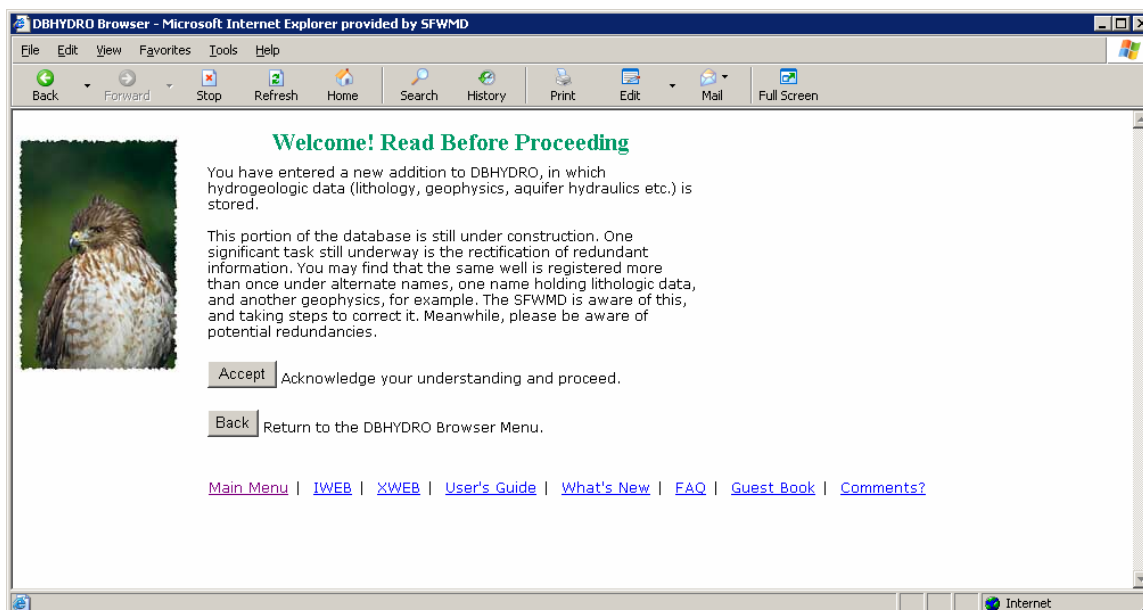 DBHYDRO Browser - Microsoft Internet Explorer provided by SFWMD
File Edit View Favorites Tools Help
Back Forward Stop Refresh Home Search History Print Edit Mail Full Screen
Welcome! Read Before Proceeding
You have entered a new addition to DBHYDRO, in which
hydrogeologic data (lithology, geophysics, aquifer hydraulics etc.) is
stored.
This portion of the database is still under construction. One
significant task still underway is the rectification of redundant
information. You may find that the same well is registered more
than once under alternate names, one name holding lithologic data,
and another geophysics, for example. The SFWMD is aware of this,
and taking steps to correct it. Meanwhile, please be aware of
potential redundancies.
Accept Acknowledge your understanding and proceed.
Back Return to the DBHYDRO Browser Menu.
Main Menu | IWEB | XWEB | User's Guide | What's New | FAQ | Guest Book | Comments?
Internet